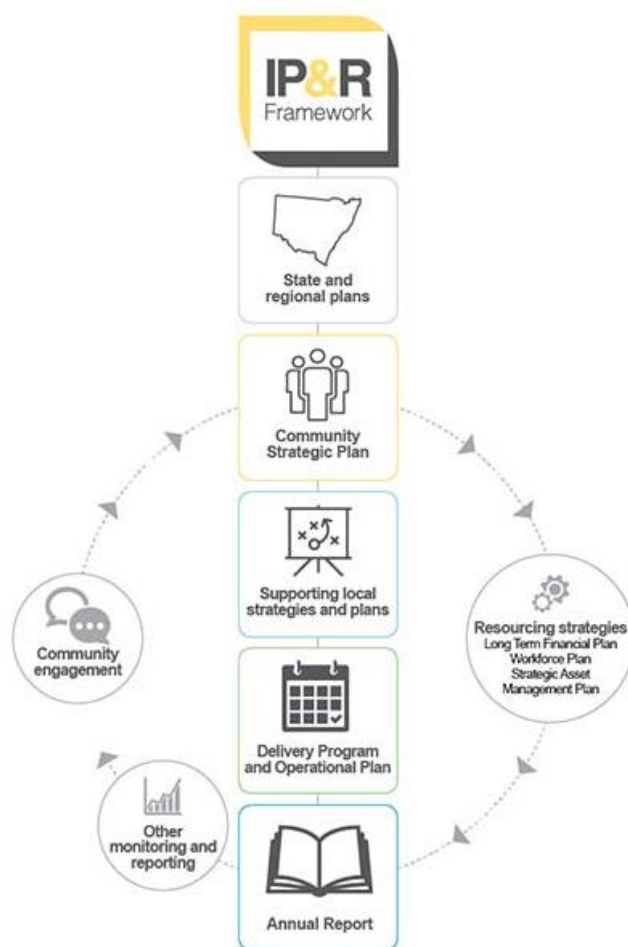 IP&R
Framework
State and
regional plans
Community
Strategic Plan
Supporting local
strategies and plans
Community
engagement
Resourcing strategies
Long Term Financial Plan
Workforce Plan
Strategic Asset
Management Plan
Delivery Program
and Operational Plan
Other
monitoring and
reporting
Annual Report